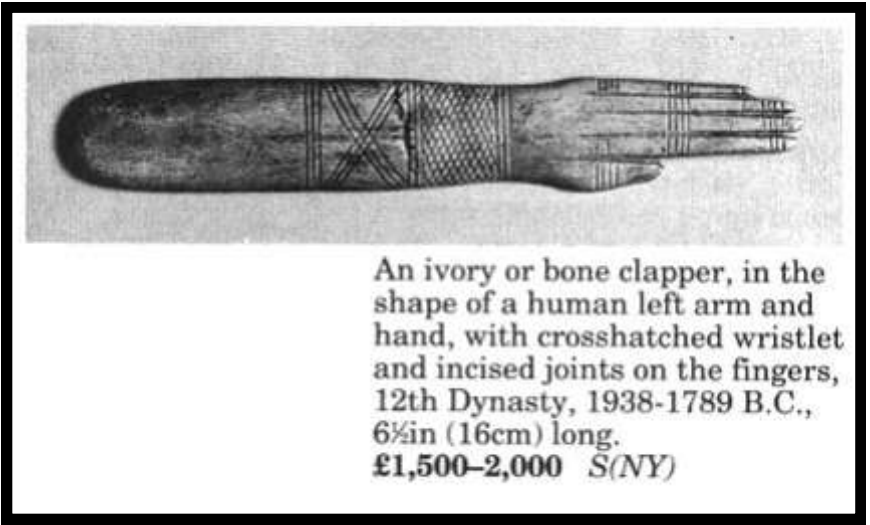 An ivory or bone clapper, in the
shape of a human left arm and
hand, with crosshatched wristlet
and incised joints on the fingers,
12th Dynasty, 1938-1789 B.C.,
6½in (16cm) long.
£1,500–2,000 S(NY)